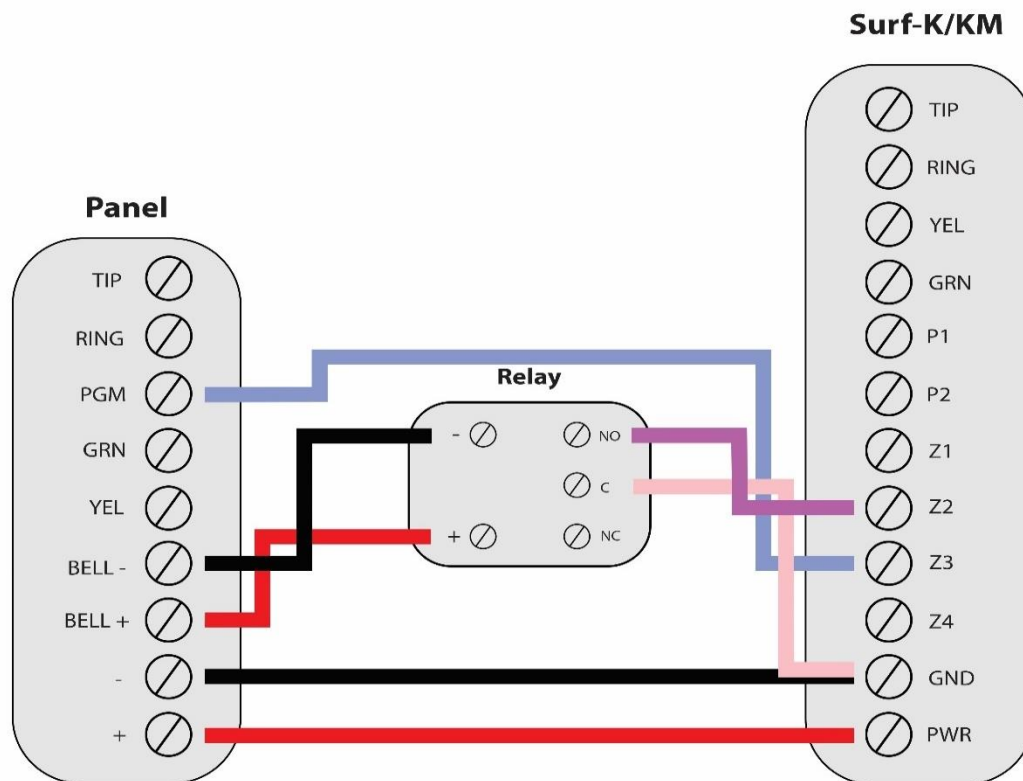 Surf-K/KM
TIP
RING
YEL
GRN
P1
P2
Z1
Z2
Z3
Z4
GND
PWR
Panel
TIP
RING
PGM
GRN
YEL
BELL -
BELL +
-
+
Relay
-
+
NO
C
NC